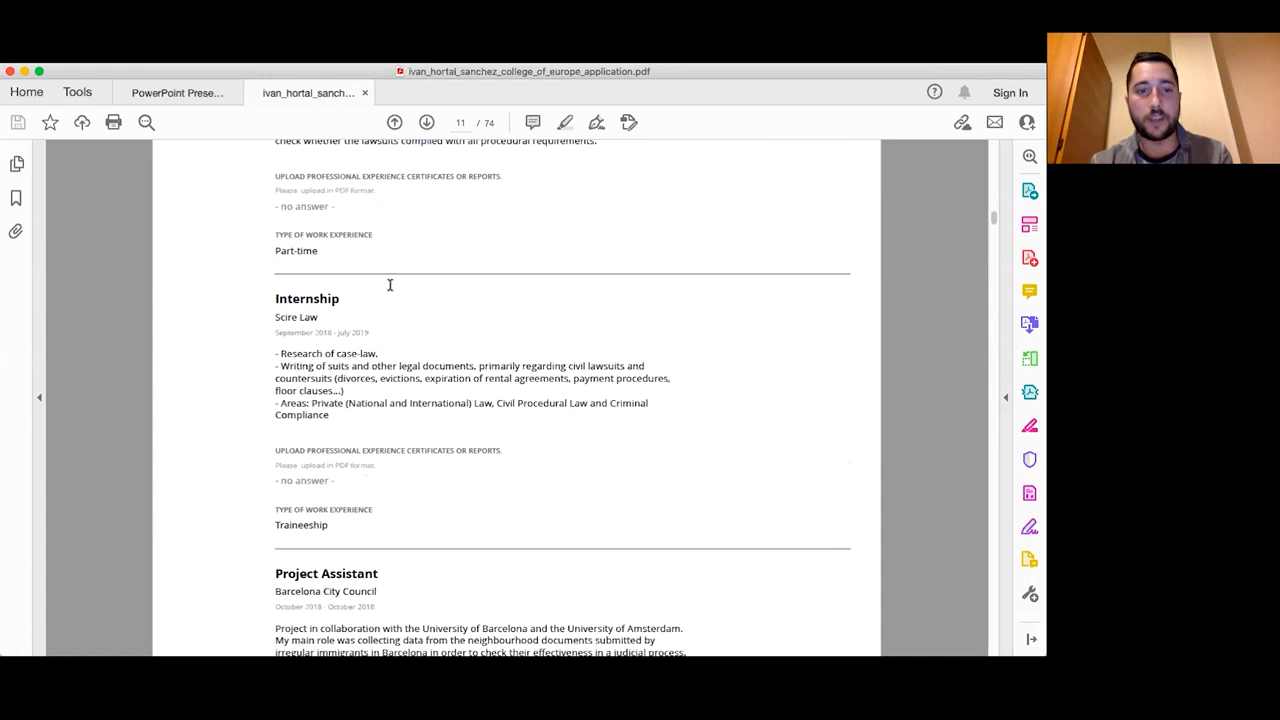 ivan_hortal_sanchez_college_of_europe_application.pdf
Home Tools PowerPoint Prese... ivan_hortal_sanch... × Sign In
11 / 74
check whether the lawsuits complied with all procedural requirements.
UPLOAD PROFESSIONAL EXPERIENCE CERTIFICATES OR REPORTS.
Please upload in PDF format.
- no answer -
TYPE OF WORK EXPERIENCE
Part-time
Internship
Scire Law
September 2018 - July 2019
- Research of case-law.
- Writing of suits and other legal documents, primarily regarding civil lawsuits and
countersuits (divorces, evictions, expiration of rental agreements, payment procedures,
floor clauses...)
- Areas: Private (National and International) Law, Civil Procedural Law and Criminal
Compliance
UPLOAD PROFESSIONAL EXPERIENCE CERTIFICATES OR REPORTS.
Please upload in PDF format.
- no answer -
TYPE OF WORK EXPERIENCE
Traineeship
Project Assistant
Barcelona City Council
October 2018 - October 2018
Project in collaboration with the University of Barcelona and the University of Amsterdam.
My main role was collecting data from the neighbourhood documents submitted by
irregular immigrants in Barcelona in order to check their effectiveness in a judicial process.